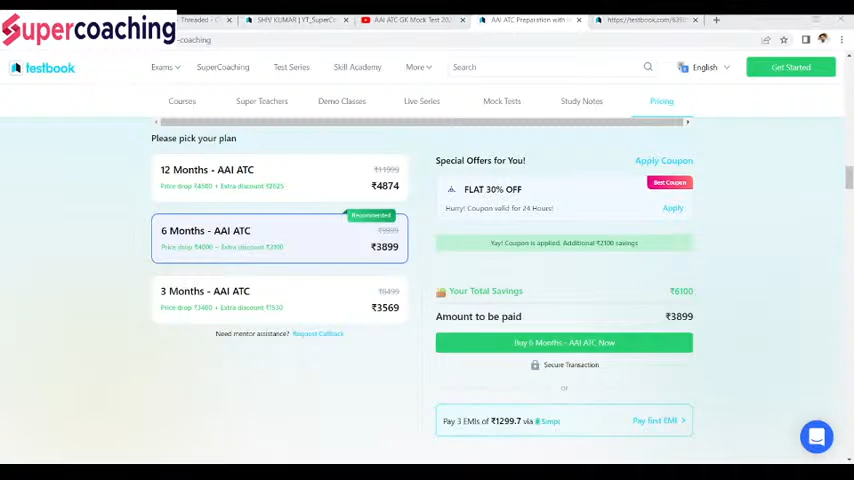 Supercoaching
Threaded - C
SHIV KUMAR | YT_SuperCo
AAI ATC GK Mock Test 202
AAI ATC Preparation with
https://testbook.com/639b
-coaching
testbook
Exams
SuperCoaching
Test Series
Skill Academy
More
Search
English
Get Started
Courses
Super Teachers
Demo Classes
Live Series
Mock Tests
Study Notes
Pricing
Please pick your plan
12 Months - AAI ATC
₹11999
₹4874
6 Months - AAI ATC
Recommended
₹9999
Price drop ₹4000 + Extra discount ₹2100
₹3899
3 Months - AAI ATC
₹8499
Price drop ₹3400 + Extra discount ₹1530
₹3569
Need mentor assistance? Request Callback
Special Offers for You!
Apply Coupon
Best Coupon
FLAT 30% OFF
Hurry! Coupon valid for 24 Hours!
Apply
Yay! Coupon is applied. Additional ₹2100 savings
Your Total Savings
₹6100
Amount to be paid
₹3899
Buy 6 Months - AAI ATC Now
Secure Transaction
or
Pay 3 EMIs of ₹1299.7 via Simpl
Pay first EMI >